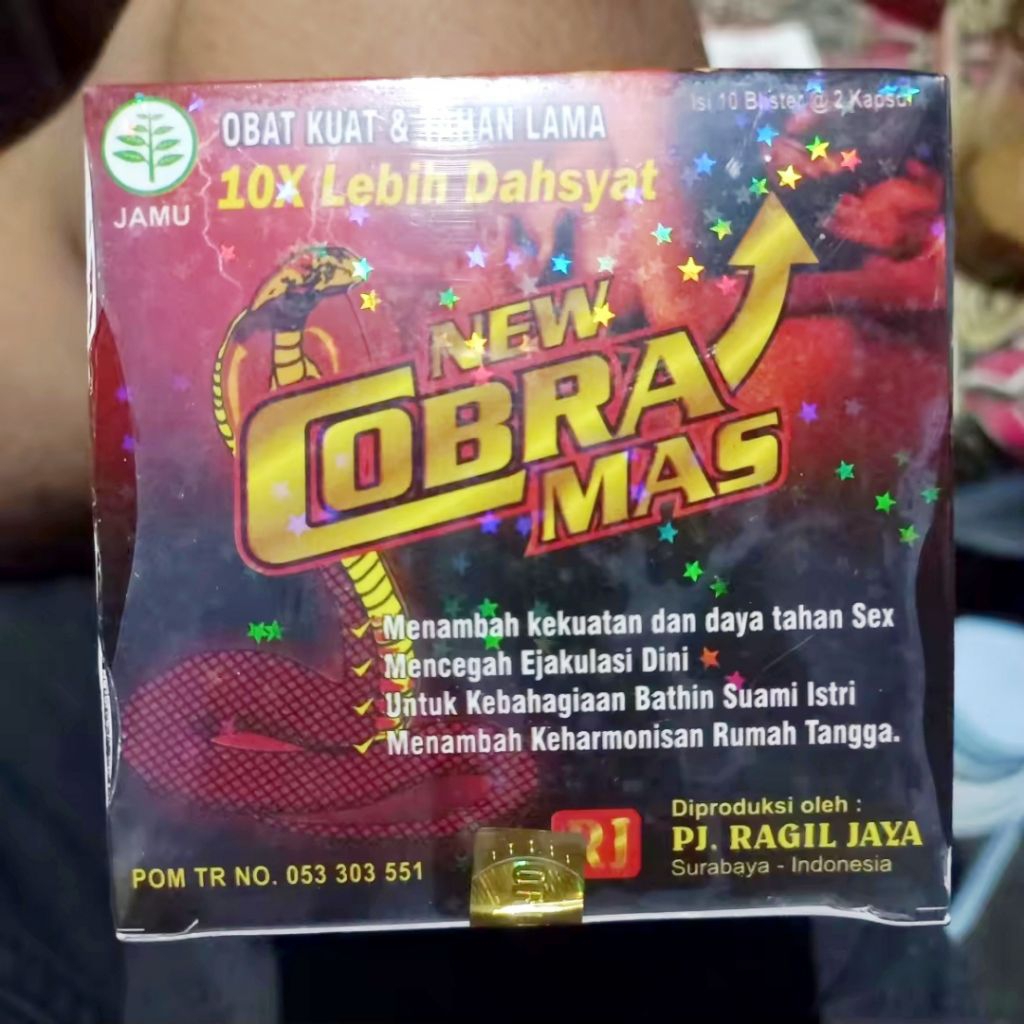 JAMU
OBAT KUAT & TAHAN LAMA
Isi 10 Blister @ 2 Kapsul
10X Lebih Dahsyat
NEW
COBRA
MAS
Menambah kekuatan dan daya tahan Sex
Mencegah Ejakulasi Dini
Untuk Kebahagiaan Bathin Suami Istri
Menambah Keharmonisan Rumah Tangga.
RJ
Diproduksi oleh :
PJ. RAGIL JAYA
Surabaya - Indonesia
POM TR NO. 053 303 551